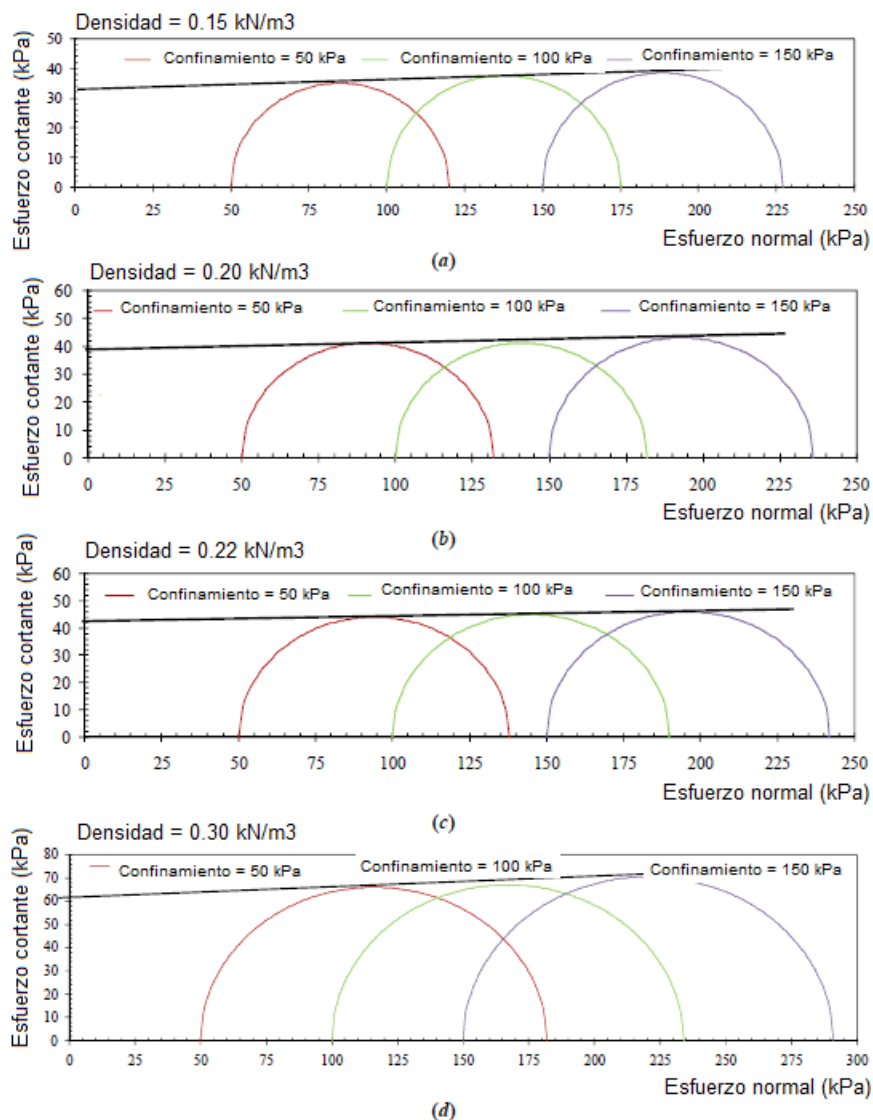 Densidad = 0.15 kN/m3
Esfuerzo cortante (kPa)
Confinamiento = 50 kPa
Confinamiento = 100 kPa
Confinamiento = 150 kPa
50
40
30
20
10
0
0 25 50 75 100 125 150 175 200 225 250
Esfuerzo normal (kPa)
(a)
Densidad = 0.20 kN/m3
Esfuerzo cortante (kPa)
Confinamiento = 50 kPa
Confinamiento = 100 kPa
Confinamiento = 150 kPa
60
50
40
30
20
10
0
0 25 50 75 100 125 150 175 200 225 250
Esfuerzo normal (kPa)
(b)
Densidad = 0.22 kN/m3
Esfuerzo cortante (kPa)
Confinamiento = 50 kPa
Confinamiento = 100 kPa
Confinamiento = 150 kPa
60
50
40
30
20
10
0
0 25 50 75 100 125 150 175 200 225 250
Esfuerzo normal (kPa)
(c)
Densidad = 0.30 kN/m3
Esfuerzo cortante (kPa)
Confinamiento = 50 kPa
Confinamiento = 100 kPa
Confinamiento = 150 kPa
80
70
60
50
40
30
20
10
0
0 25 50 75 100 125 150 175 200 225 250 275 300
Esfuerzo normal (kPa)
(d)